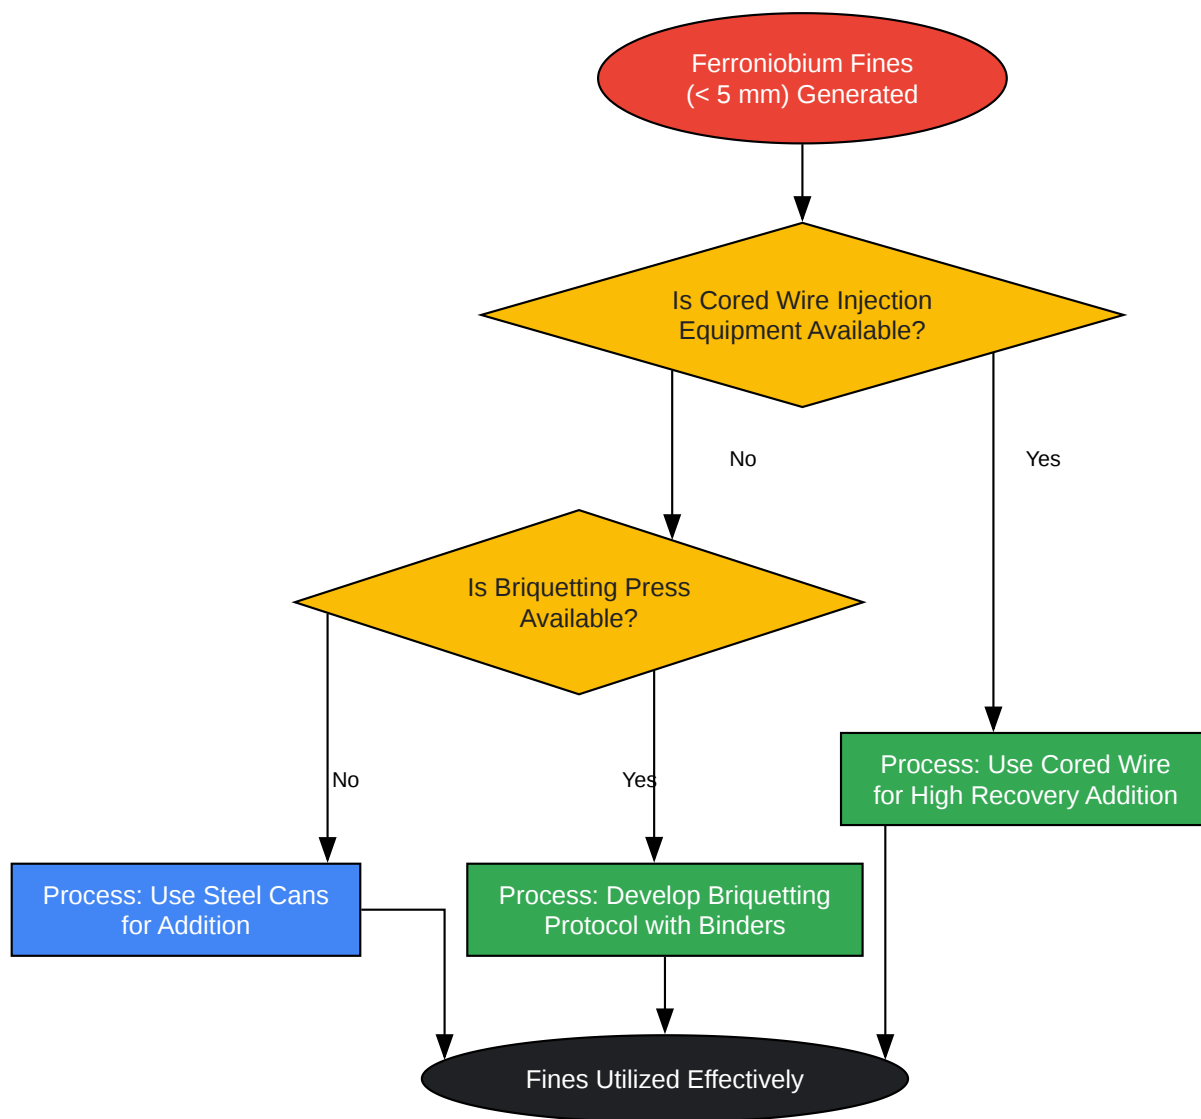 Ferroniobium Fines
(< 5 mm) Generated
Is Cored Wire Injection
Equipment Available?
No
Yes
Is Briquetting Press
Available?
No
Yes
Process: Use Cored Wire
for High Recovery Addition
Process: Use Steel Cans
for Addition
Process: Develop Briquetting
Protocol with Binders
Fines Utilized Effectively